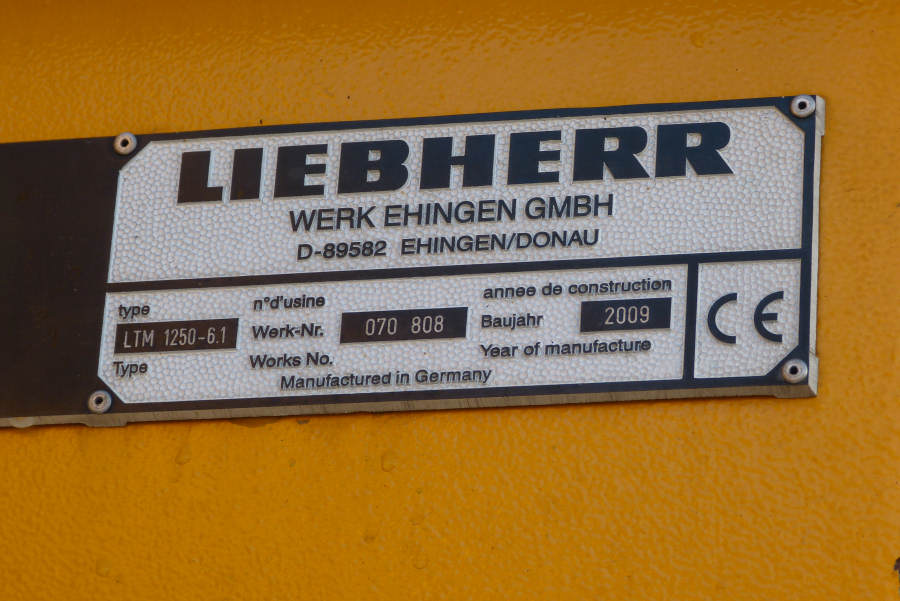 LIEBHERR
WERK EHINGEN GMBH
D-89582 EHINGEN/DONAU
type
LTM 1250-6.1
Type
n°d'usine
Werk-Nr. 070 808
Works No.
annee de construction
Baujahr 2009
Year of manufacture
Manufactured in Germany
CE